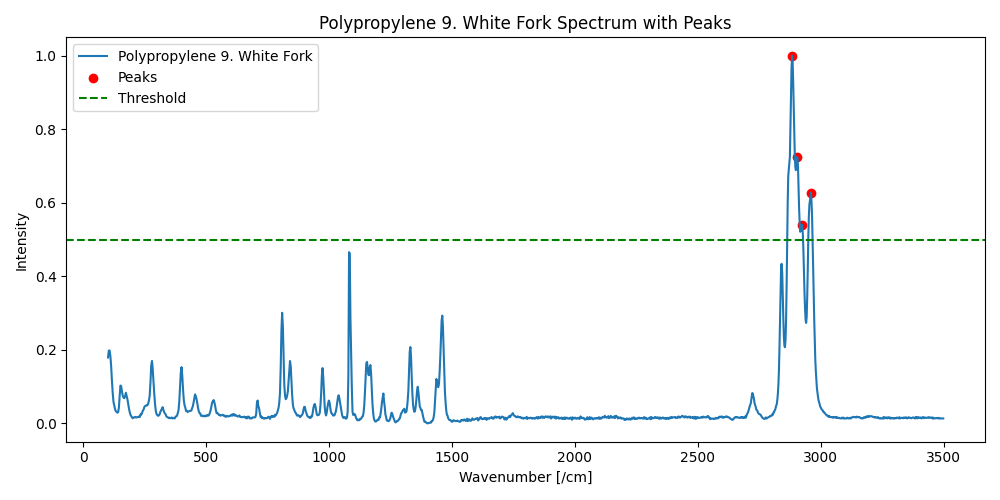 Polypropylene 9. White Fork Spectrum with Peaks
Polypropylene 9. White Fork
Peaks
Threshold
Intensity
1.0
0.8
0.6
0.4
0.2
0.0
0 500 1000 1500 2000 2500 3000 3500
Wavenumber [/cm]